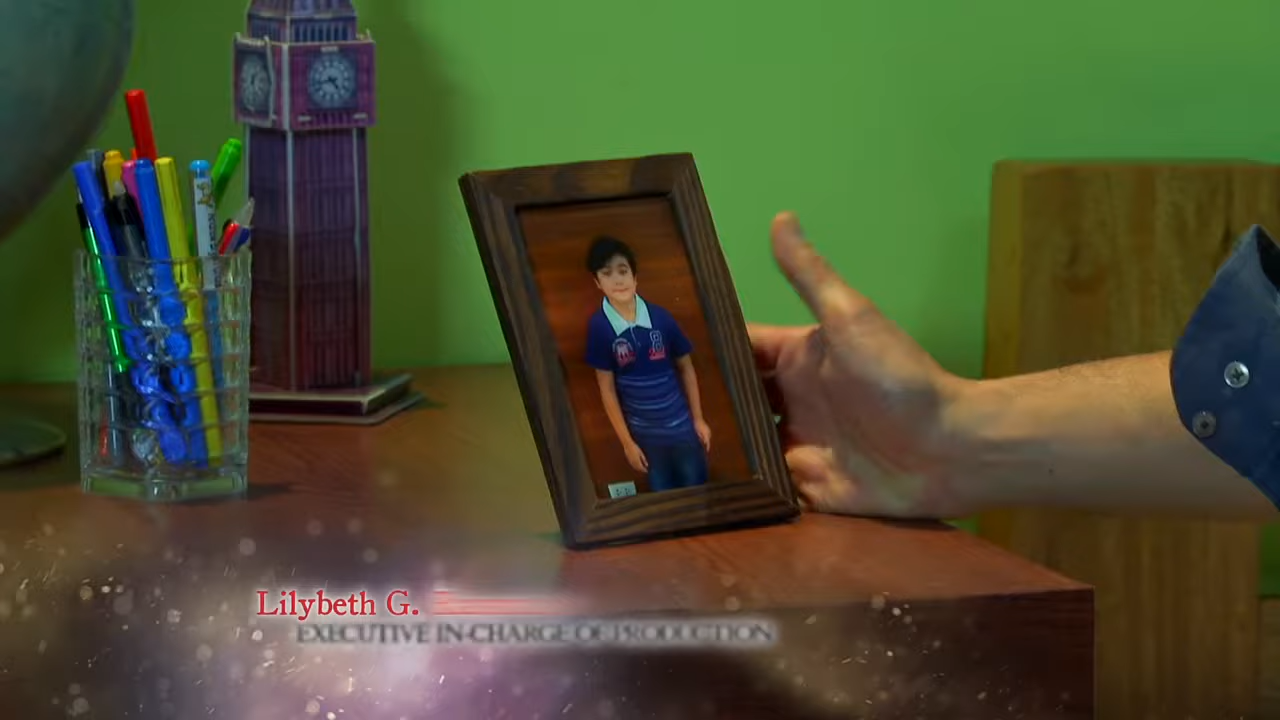 Lilybeth G.
EXECUTIVE IN-CHARGE OF PRODUCTION